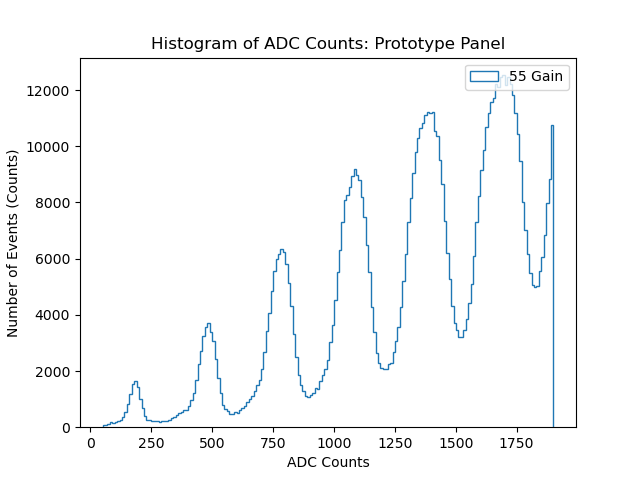 Histogram of ADC Counts: Prototype Panel
55 Gain
Number of Events (Counts)
12000
10000
8000
6000
4000
2000
0
0 250 500 750 1000 1250 1500 1750
ADC Counts